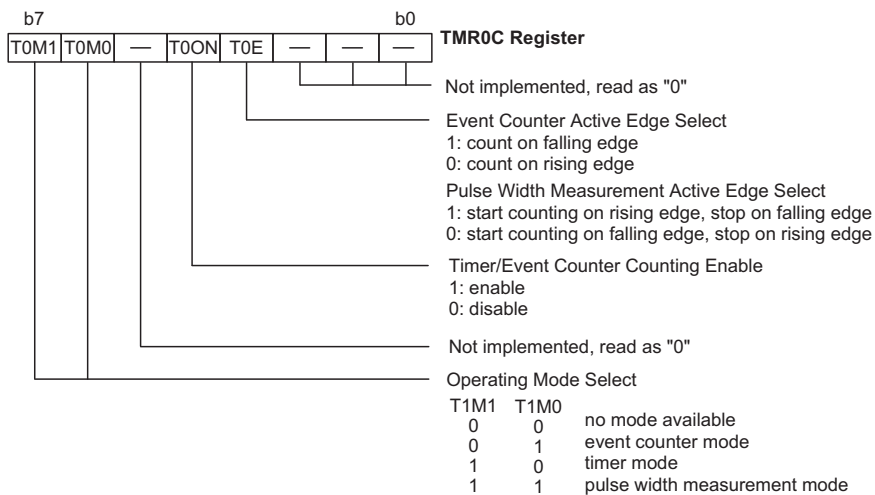 b7 b0
T0M1 T0M0 — T0ON T0E — — —
TMR0C Register
Not implemented, read as "0"
Event Counter Active Edge Select
1: count on falling edge
0: count on rising edge
Pulse Width Measurement Active Edge Select
1: start counting on rising edge, stop on falling edge
0: start counting on falling edge, stop on rising edge
Timer/Event Counter Counting Enable
1: enable
0: disable
Not implemented, read as "0"
Operating Mode Select
T1M1 T1M0
0 0 no mode available
0 1 event counter mode
1 0 timer mode
1 1 pulse width measurement mode